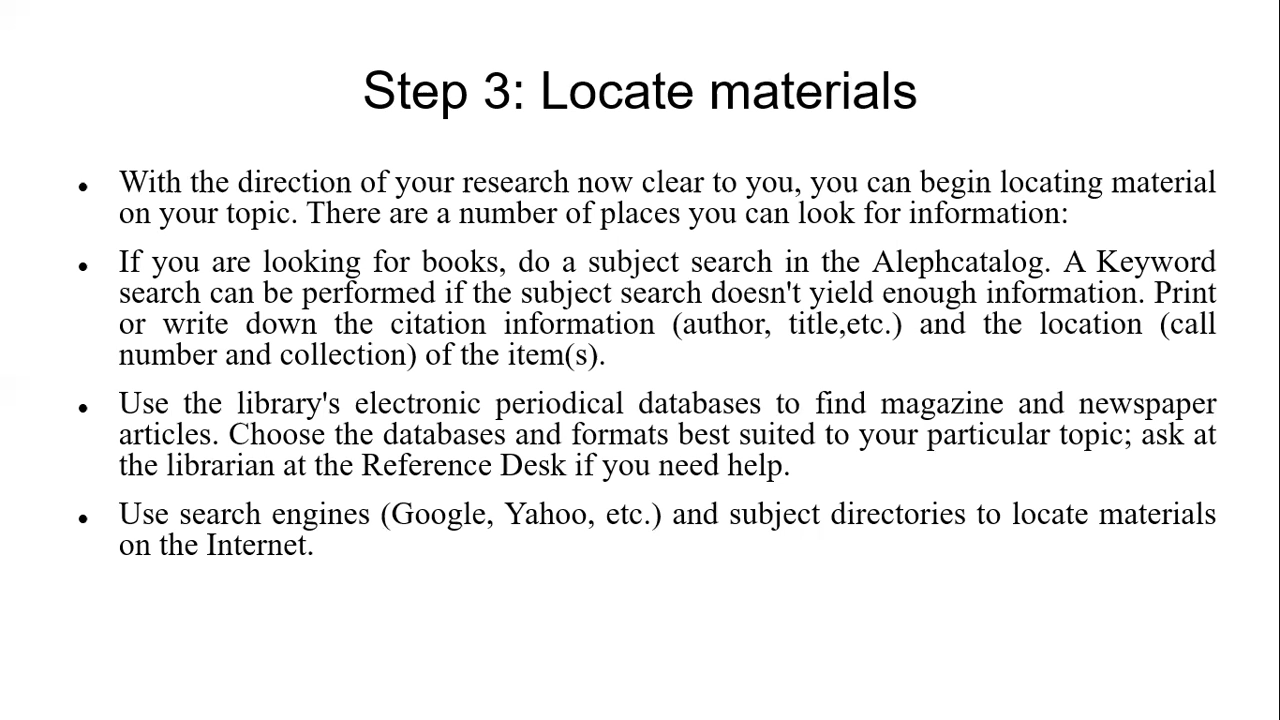 Step 3: Locate materials
With the direction of your research now clear to you, you can begin locating material
on your topic. There are a number of places you can look for information:
If you are looking for books, do a subject search in the Alephcatalog. A Keyword
search can be performed if the subject search doesn't yield enough information. Print
or write down the citation information (author, title,etc.) and the location (call
number and collection) of the item(s).
Use the library's electronic periodical databases to find magazine and newspaper
articles. Choose the databases and formats best suited to your particular topic; ask at
the librarian at the Reference Desk if you need help.
Use search engines (Google, Yahoo, etc.) and subject directories to locate materials
on the Internet.